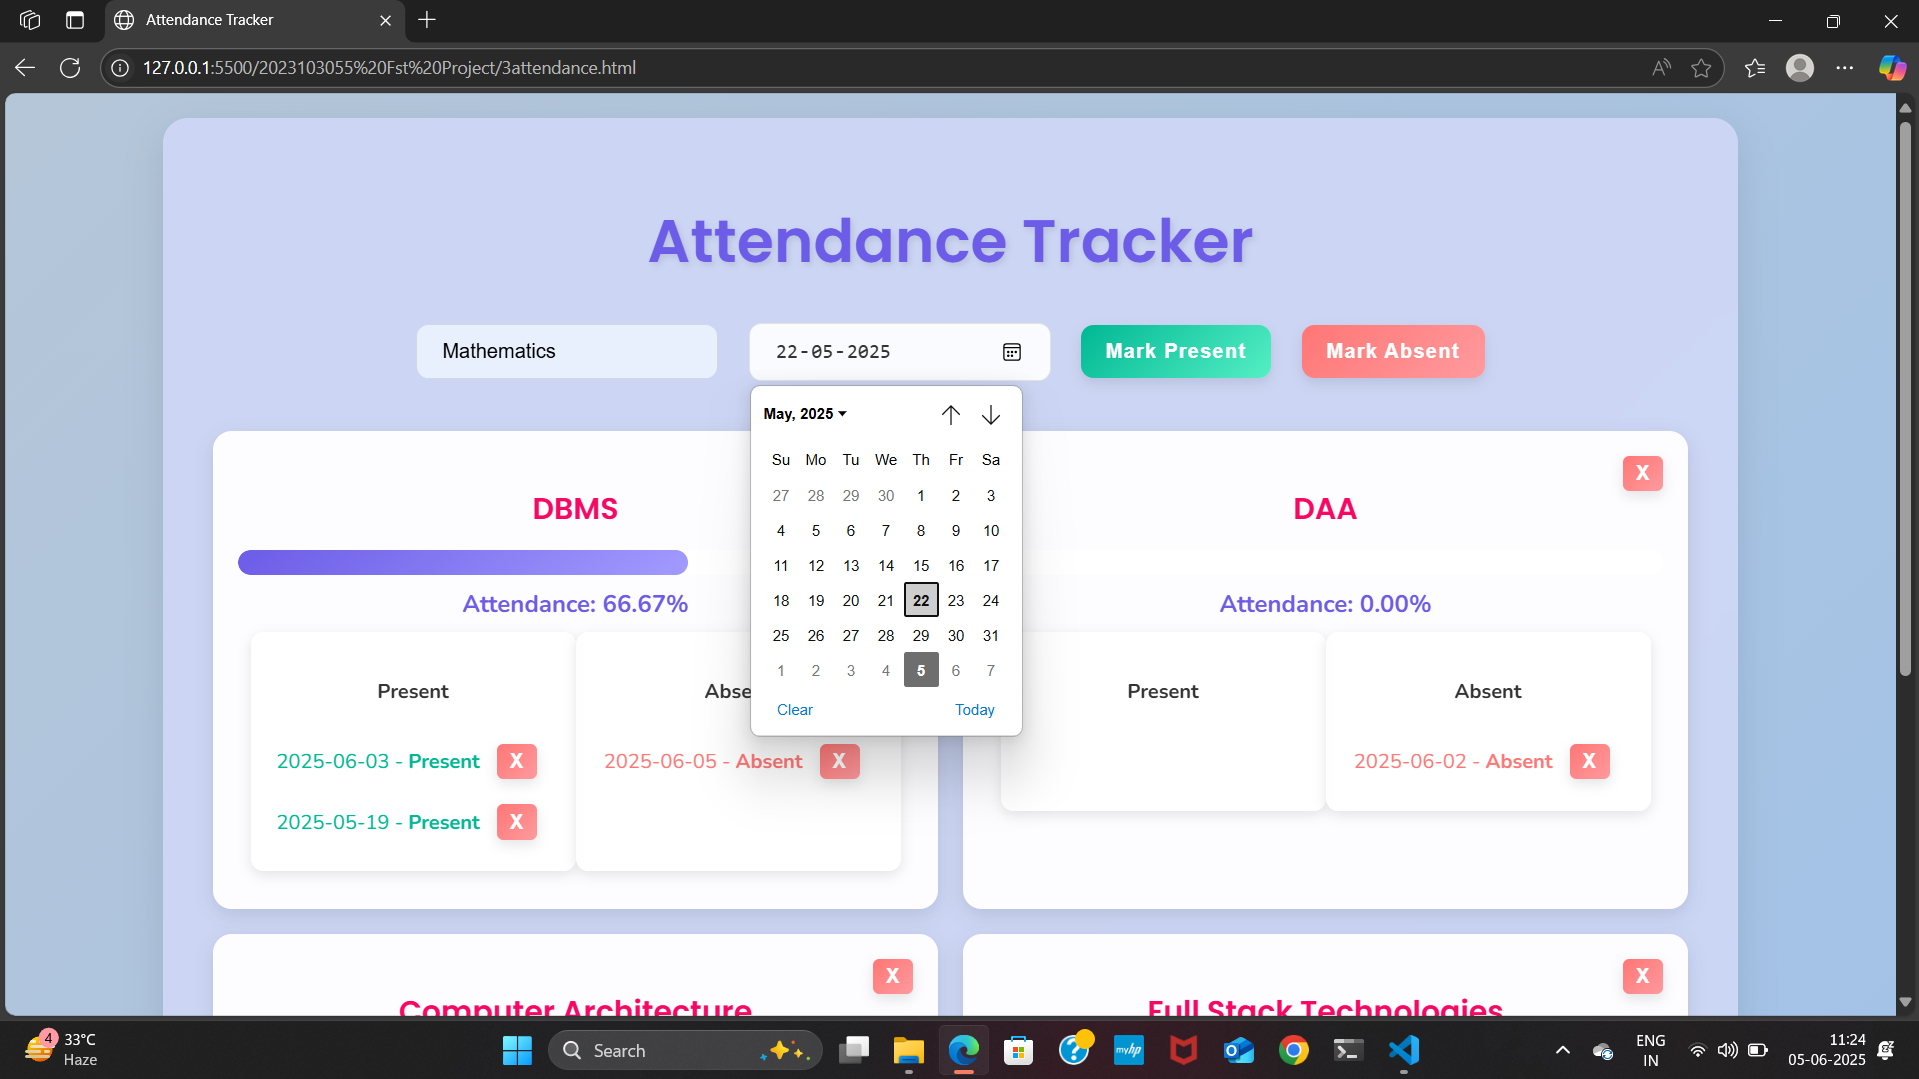 Attendance Tracker
127.0.0.1:5500/2023103055%20Fst%20Project/3attendance.html
Attendance Tracker
Mathematics
22-05-2025
Mark Present
Mark Absent
May, 2025
Su Mo Tu We Th Fr Sa
27 28 29 30 1 2 3
4 5 6 7 8 9 10
11 12 13 14 15 16 17
18 19 20 21 22 23 24
25 26 27 28 29 30 31
1 2 3 4 5 6 7
Clear Today
DBMS
Attendance: 66.67%
Present
2025-06-03 - Present X
2025-05-19 - Present X
Abse
2025-06-05 - Absent X
X
DAA
Attendance: 0.00%
Present
Absent
2025-06-02 - Absent X
X
Computer Architecture
X
Full Stack Technologies
4
33°C
Haze
Search
myhp
ENG
IN
11:24
05-06-2025